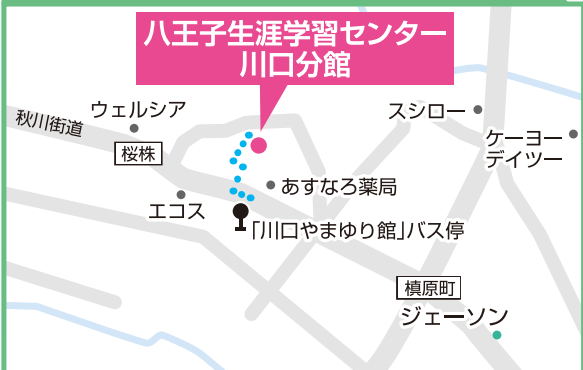 八王子生涯学習センター
川口分館
秋川街道
ウェルシア
桜株
スシロー
ケーヨー
デイツー
あすなろ薬局
エコス
「川口やまゆり館」バス停
槙原町
ジェーソン